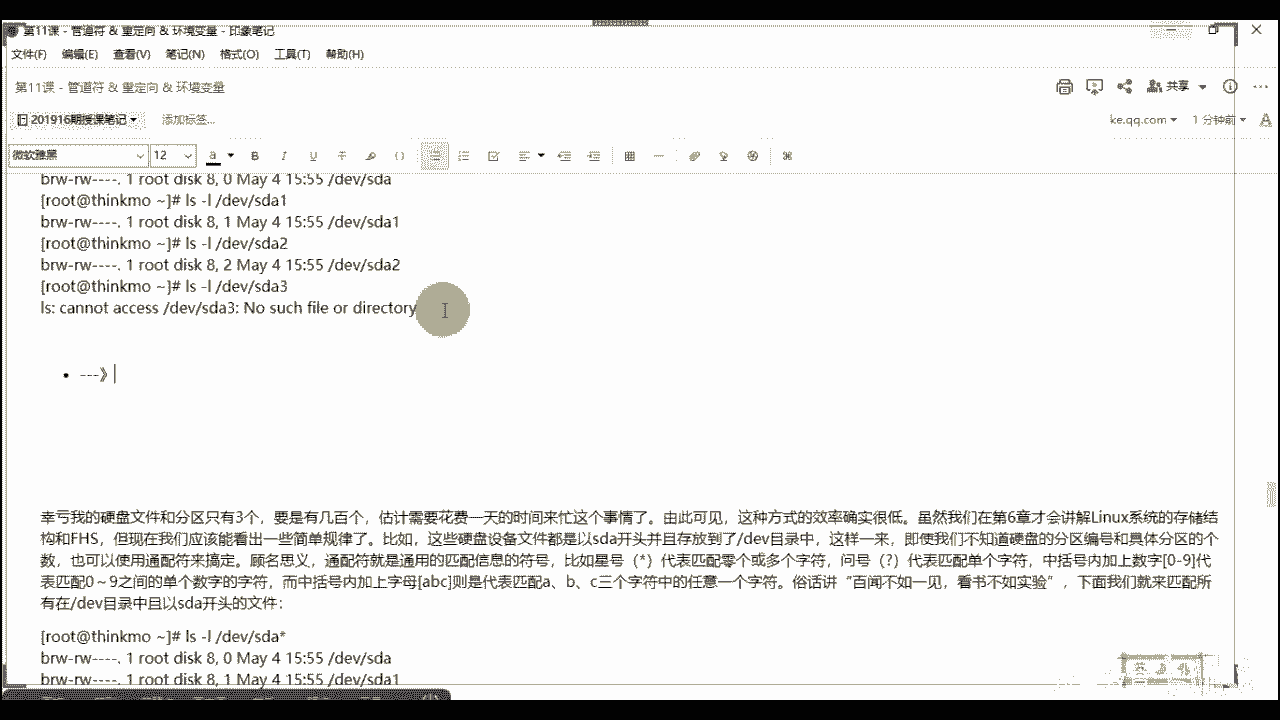 第11课 - 管道符 & 重定向 & 环境变量 - 印象笔记
文件(F) 编辑(E) 查看(V) 笔记(N) 格式(O) 工具(T) 帮助(H)
第11课 - 管道符 & 重定向 & 环境变量
共享
201916期授课笔记
添加标签...
ke.qq.com
1 分钟前
微软雅黑
12
brw-rw----. 1 root disk 8, 0 May 4 15:55 /dev/sda
[root@thinkmo ~]# ls -l /dev/sda1
brw-rw----. 1 root disk 8, 1 May 4 15:55 /dev/sda1
[root@thinkmo ~]# ls -l /dev/sda2
brw-rw----. 1 root disk 8, 2 May 4 15:55 /dev/sda2
[root@thinkmo ~]# ls -l /dev/sda3
ls: cannot access /dev/sda3: No such file or directory
---》
幸亏我的硬盘文件和分区只有3个，要是有几百个，估计需要花费一天的时间来忙这个事情了。由此可见，这种方式的效率确实很低。虽然我们在第6章才会讲解Linux系统的存储结
构和FHS，但现在我们应该能看出一些简单规律了。比如，这些硬盘设备文件都是以sda开头并且存放到了/dev目录中，这样一来，即使我们不知道硬盘的分区编号和具体分区的个
数，也可以使用通配符来搞定。顾名思义，通配符就是通用的匹配信息的符号，比如星号（*）代表匹配零个或多个字符，问号（?）代表匹配单个字符，中括号内加上数字[0-9]代
表匹配0～9之间的单个数字的字符，而中括号内加上字母[abc]则是代表匹配a、b、c三个字符中的任意一个字符。俗话讲“百闻不如一见，看书不如实验”，下面我们就来匹配所
有在/dev目录中且以sda开头的文件：
[root@thinkmo ~]# ls -l /dev/sda*
brw-rw----. 1 root disk 8, 0 May 4 15:55 /dev/sda
brw-rw----. 1 root disk 8, 1 May 4 15:55 /dev/sda1